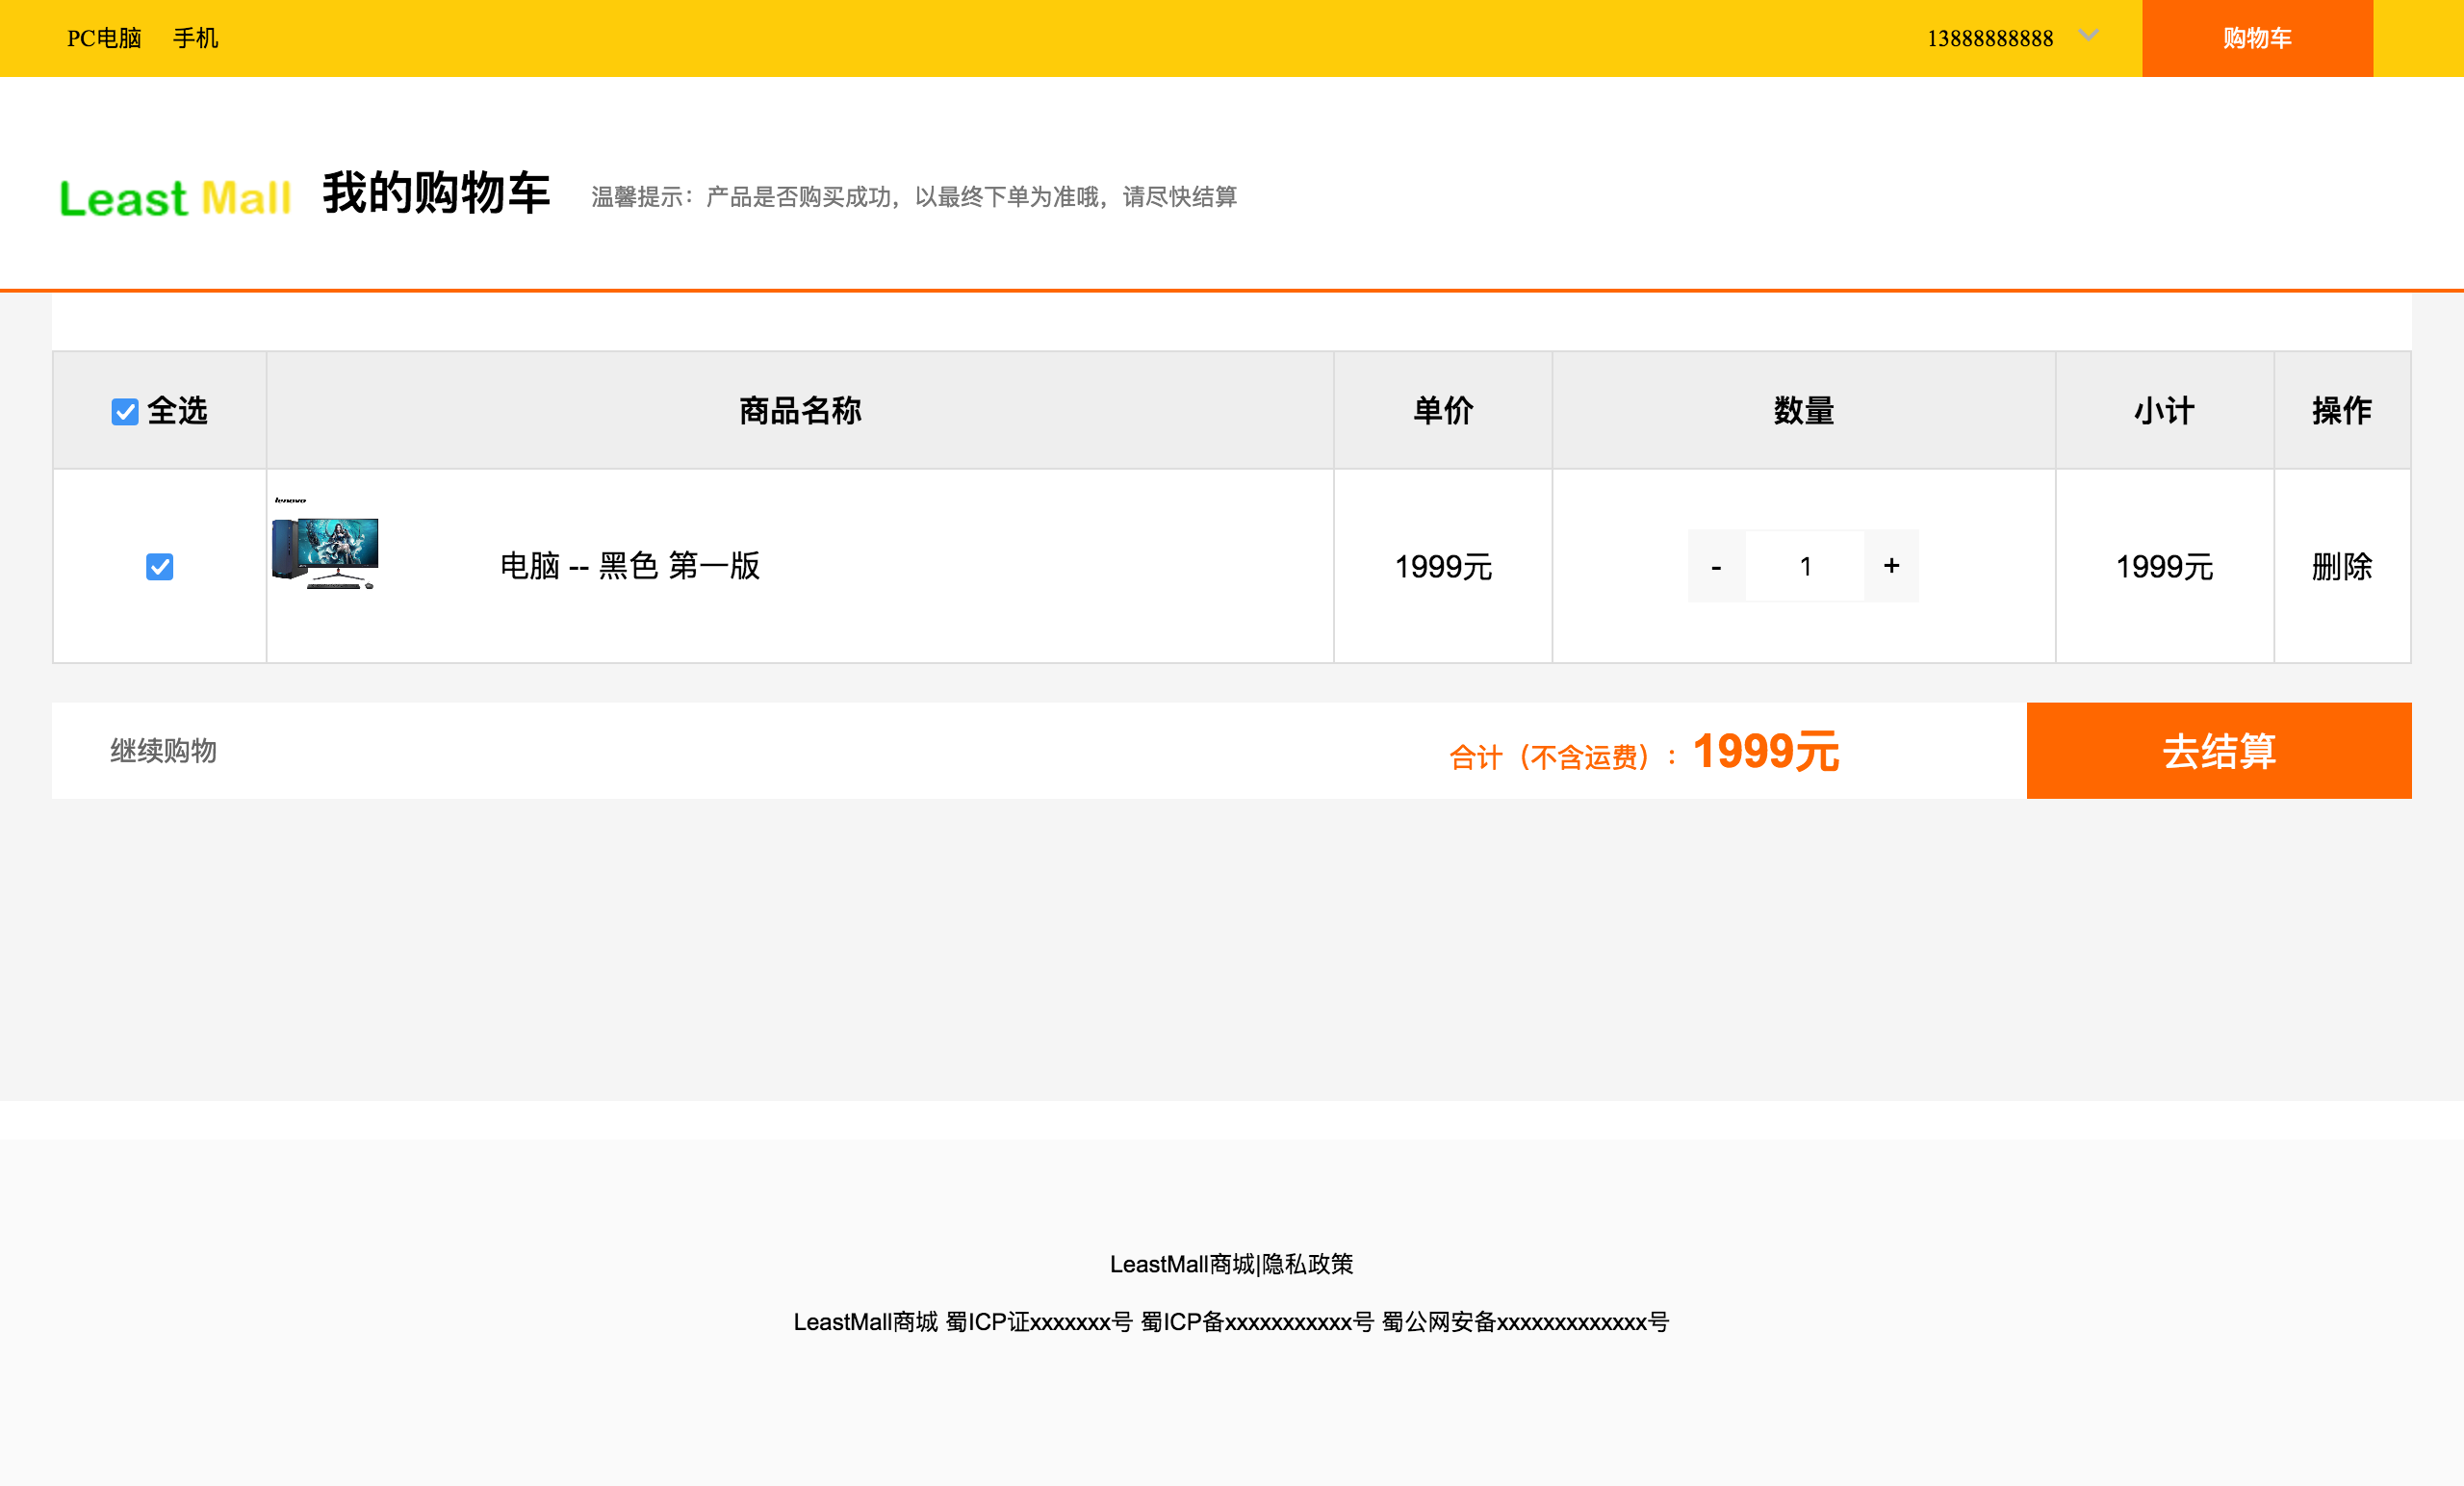 PC电脑 手机 13888888888 购物车
Least Mall 我的购物车 温馨提示：产品是否购买成功，以最终下单为准哦，请尽快结算
全选 商品名称 单价 数量 小计 操作
lenovo
电脑 -- 黑色 第一版 1999元 - 1 + 1999元 删除
继续购物 合计（不含运费）：1999元 去结算
LeastMall商城|隐私政策
LeastMall商城 蜀ICP证xxxxxxx号 蜀ICP备xxxxxxxxxxx号 蜀公网安备xxxxxxxxxxxxx号